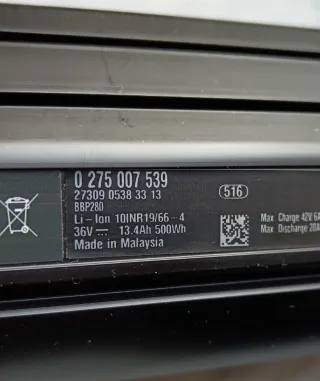 0 275 007 539
27309 0538 33 13
516
BBP280
Li-Ion 10INR19/66-4
36V ⎓ 13.4Ah 500Wh
Made in Malaysia
Max Charge 42V 6A
Max Discharge 20A